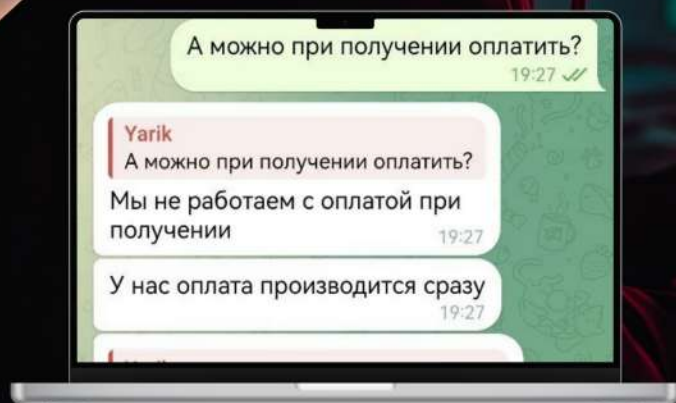 А можно при получении оплатить?
19:27
Yarik
А можно при получении оплатить?
Мы не работаем с оплатой при
получении
19:27
У нас оплата производится сразу
19:27